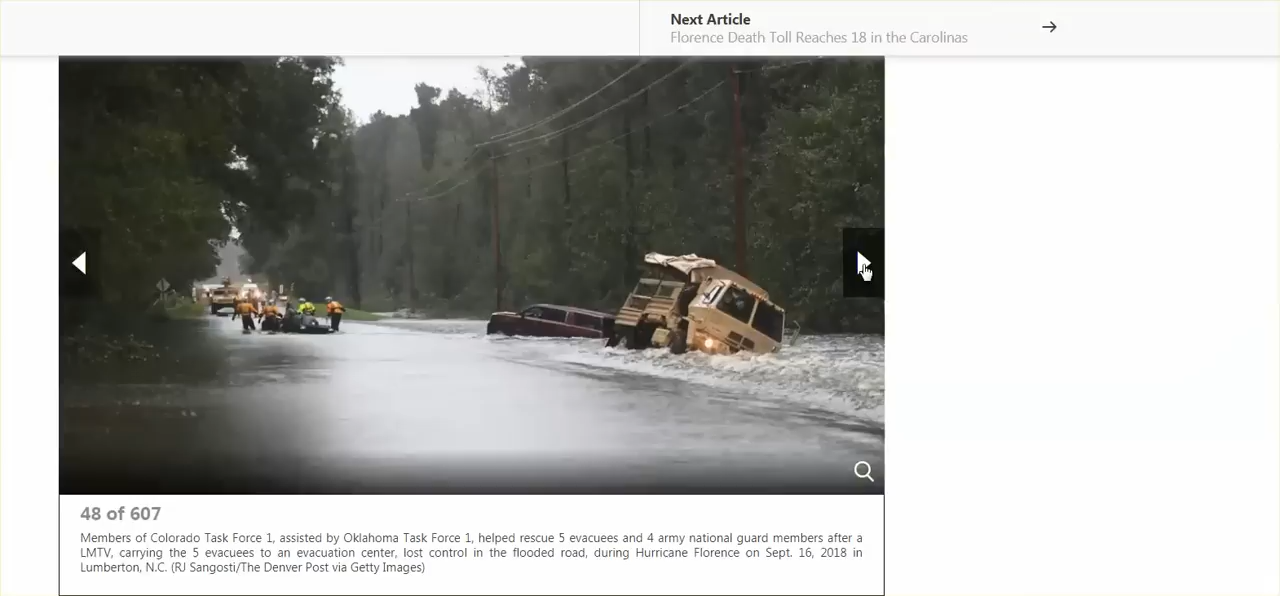 Next Article
Florence Death Toll Reaches 18 in the Carolinas
48 of 607
Members of Colorado Task Force 1, assisted by Oklahoma Task Force 1, helped rescue 5 evacuees and 4 army national guard members after a
LMTV, carrying the 5 evacuees to an evacuation center, lost control in the flooded road, during Hurricane Florence on Sept. 16, 2018 in
Lumberton, N.C. (RJ Sangosti/The Denver Post via Getty Images)